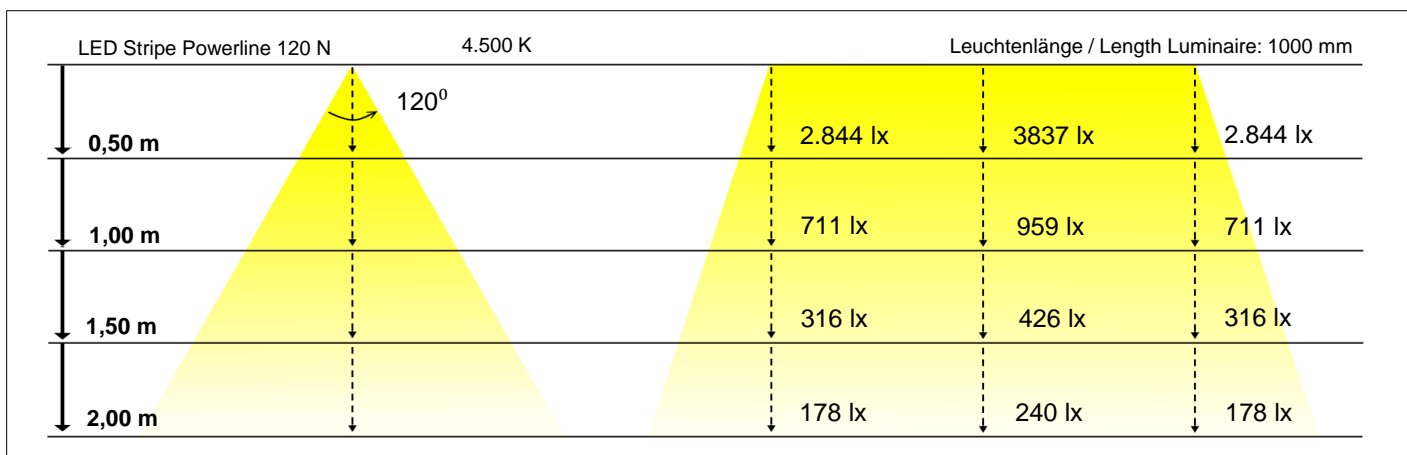 LED Stripe Powerline 120 N 4.500 K Leuchtenlänge / Length Luminaire: 1000 mm
120⁰
0,50 m 2.844 lx 3837 lx 2.844 lx
1,00 m 711 lx 959 lx 711 lx
1,50 m 316 lx 426 lx 316 lx
2,00 m 178 lx 240 lx 178 lx